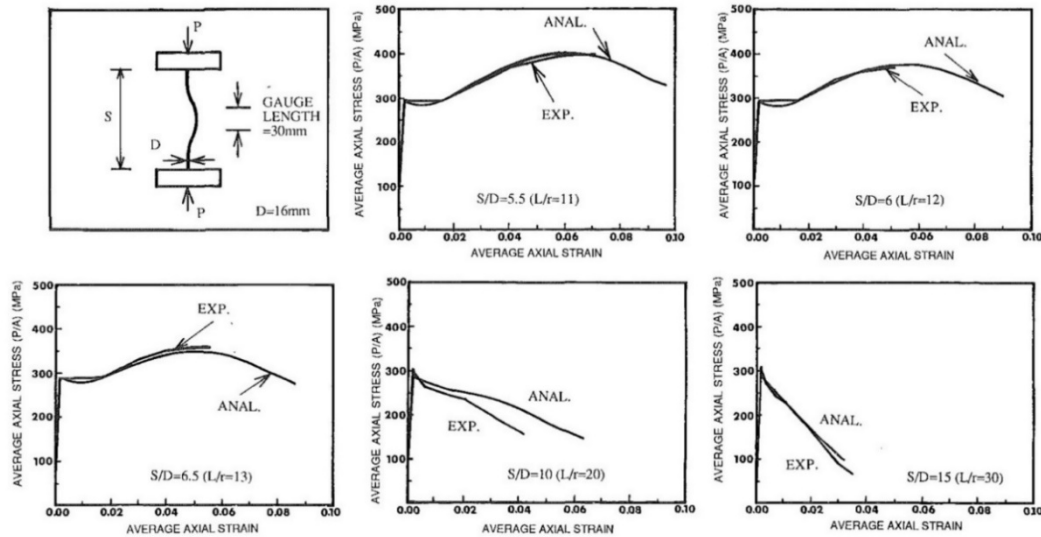 P
S
GAUGE
LENGTH
=30mm
D
P
D=16mm
AVERAGE AXIAL STRESS (P/A) (MPa)
500
400
300
200
100
ANAL.
EXP.
S/D=5.5 (L/r=11)
0.00 0.02 0.04 0.06 0.08 0.10
AVERAGE AXIAL STRAIN
AVERAGE AXIAL STRESS (P/A) (MPa)
500
400
300
200
100
ANAL.
EXP.
S/D=6 (L/r=12)
0.00 0.02 0.04 0.06 0.08 0.10
AVERAGE AXIAL STRAIN
AVERAGE AXIAL STRESS (P/A) (MPa)
500
400
300
200
100
EXP.
ANAL.
S/D=6.5 (L/r=13)
0.00 0.02 0.04 0.06 0.08 0.10
AVERAGE AXIAL STRAIN
AVERAGE AXIAL STRESS (P/A) (MPa)
500
400
300
200
100
ANAL.
EXP.
S/D=10 (L/r=20)
0.00 0.02 0.04 0.06 0.08 0.10
AVERAGE AXIAL STRAIN
AVERAGE AXIAL STRESS (P/A) (MPa)
500
400
300
200
100
ANAL.
EXP.
S/D=15 (L/r=30)
0.00 0.02 0.04 0.06 0.08 0.10
AVERAGE AXIAL STRAIN